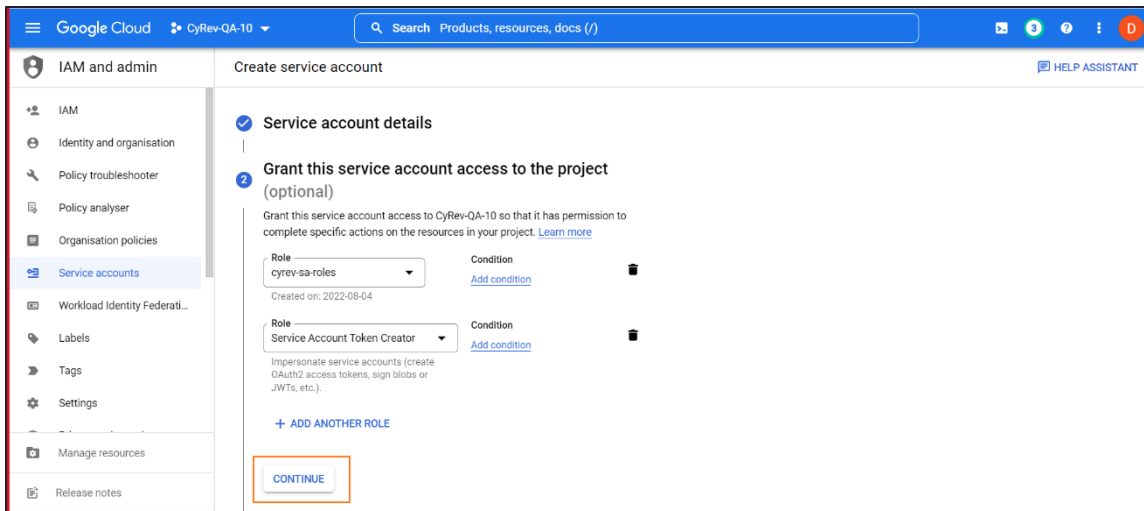 Google Cloud
CyRev-QA-10
Search Products, resources, docs (/)
3
D
IAM and admin
Create service account
HELP ASSISTANT
IAM
Identity and organisation
Policy troubleshooter
Policy analyser
Organisation policies
Service accounts
Workload Identity Federati...
Labels
Tags
Settings
Manage resources
Release notes
Service account details
2
Grant this service account access to the project
(optional)
Grant this service account access to CyRev-QA-10 so that it has permission to
complete specific actions on the resources in your project. Learn more
Role
cyrev-sa-roles
Created on: 2022-08-04
Condition
Add condition
Role
Service Account Token Creator
Impersonate service accounts (create
OAuth2 access tokens, sign blobs or
JWTs, etc.).
Condition
Add condition
+ ADD ANOTHER ROLE
CONTINUE